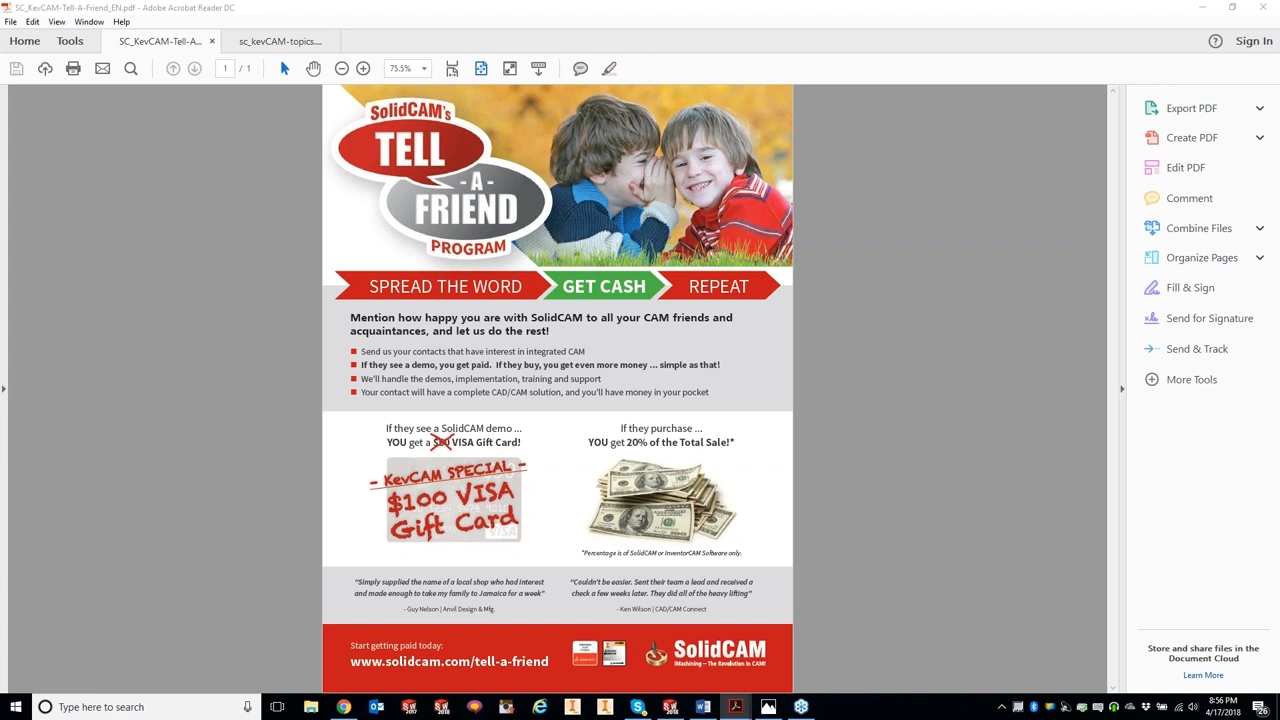 SC_KevCAM-Tell-A-Friend_EN.pdf - Adobe Acrobat Reader DC
File Edit View Window Help
Home Tools SC_KevCAM-Tell-A... × sc_kevCAM-topics.... Sign In
1 / 1 75.5%
SolidCAM's
TELL
- A -
FRIEND
PROGRAM
SPREAD THE WORD GET CASH REPEAT
Mention how happy you are with SolidCAM to all your CAM friends and
acquaintances, and let us do the rest!
Send us your contacts that have interest in integrated CAM
If they see a demo, you get paid. If they buy, you get even more money ... simple as that!
We'll handle the demos, implementation, training and support
Your contact will have a complete CAD/CAM solution, and you'll have money in your pocket
If they see a SolidCAM demo ...
YOU get a $50 VISA Gift Card!
- KevCAM SPECIAL -
$100 VISA
Gift Card
VISA
If they purchase ...
YOU get 20% of the Total Sale!*
*Percentage is of SolidCAM or InventorCAM Software only.
"Simply supplied the name of a local shop who had interest
and made enough to take my family to Jamaica for a week"
- Guy Nelson | Anvil Design & Mfg.
"Couldn't be easier. Sent their team a lead and received a
check a few weeks later. They did all of the heavy lifting"
- Ken Wilson | CAD/CAM Connect
Start getting paid today:
www.solidcam.com/tell-a-friend
SolidCAM
iMachining – The Revolution in CAM!
Export PDF
Create PDF
Edit PDF
Comment
Combine Files
Organize Pages
Fill & Sign
Send for Signature
Send & Track
More Tools
Store and share files in the
Document Cloud
Learn More
Type here to search
8:56 PM
4/17/2018